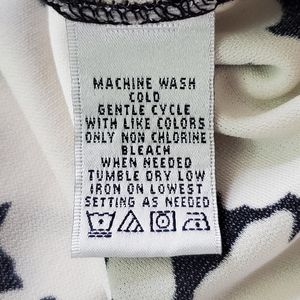 MACHINE WASH
COLD
GENTLE CYCLE
WITH LIKE COLORS
ONLY NON CHLORINE
BLEACH
WHEN NEEDED
TUMBLE DRY LOW
IRON ON LOWEST
SETTING AS NEEDED